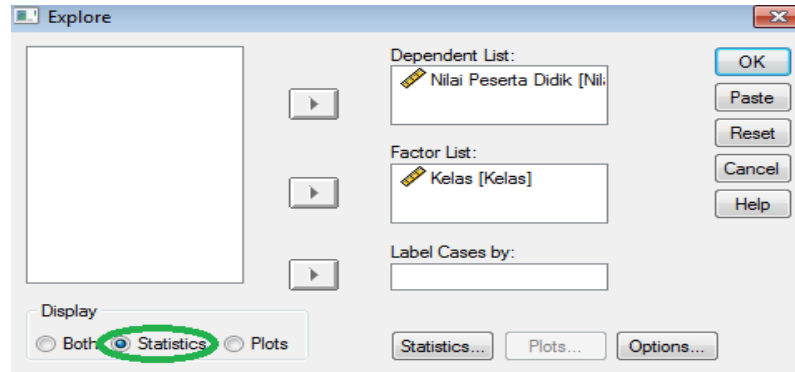 Explore
Dependent List:
Nilai Peserta Didik [Nil
Factor List:
Kelas [Kelas]
Label Cases by:
OK
Paste
Reset
Cancel
Help
Display
Both Statistics Plots
Statistics... Plots... Options...